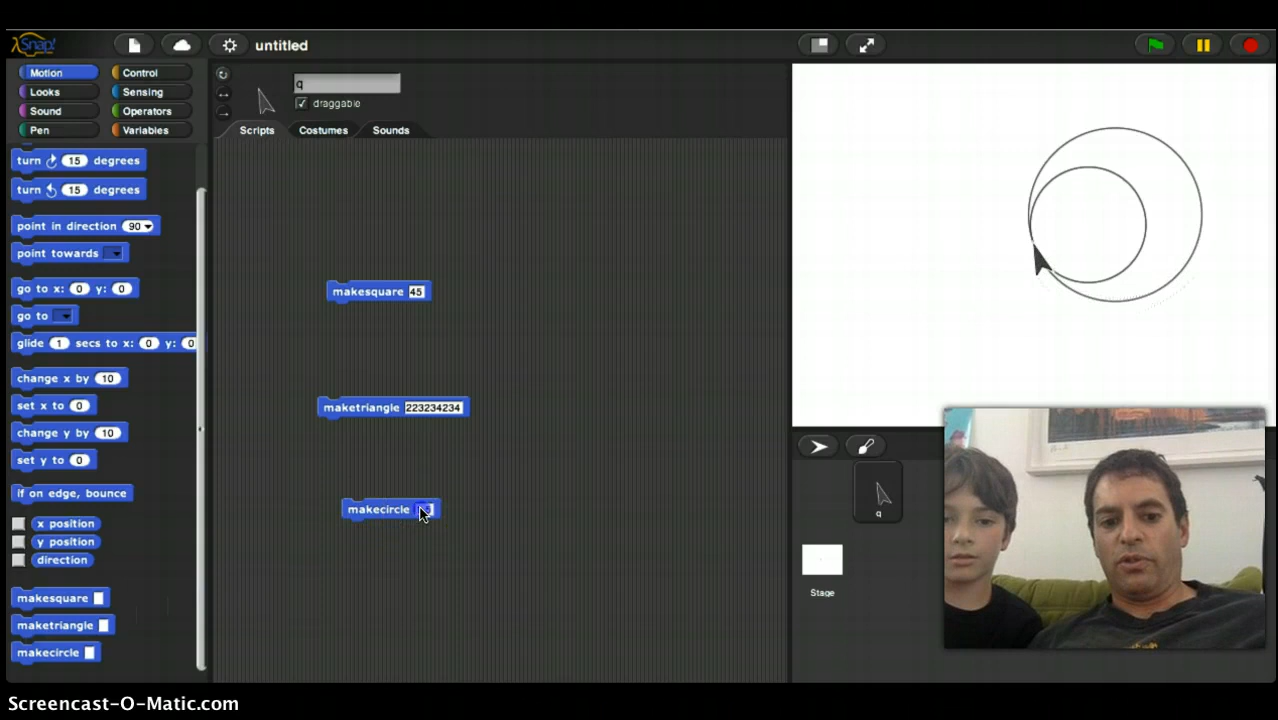 Snap!
untitled
Motion
Control
Looks
Sensing
Sound
Operators
Pen
Variables
q
draggable
Scripts
Costumes
Sounds
turn 15 degrees
turn 15 degrees
point in direction 90
point towards
go to x: 0 y: 0
go to
glide 1 secs to x: 0 y: 0
change x by 10
set x to 0
change y by 10
set y to 0
if on edge, bounce
x position
y position
direction
makesquare
maketriangle
makecircle
makesquare 45
maketriangle 223234234
makecircle
q
Stage
Screencast-O-Matic.com